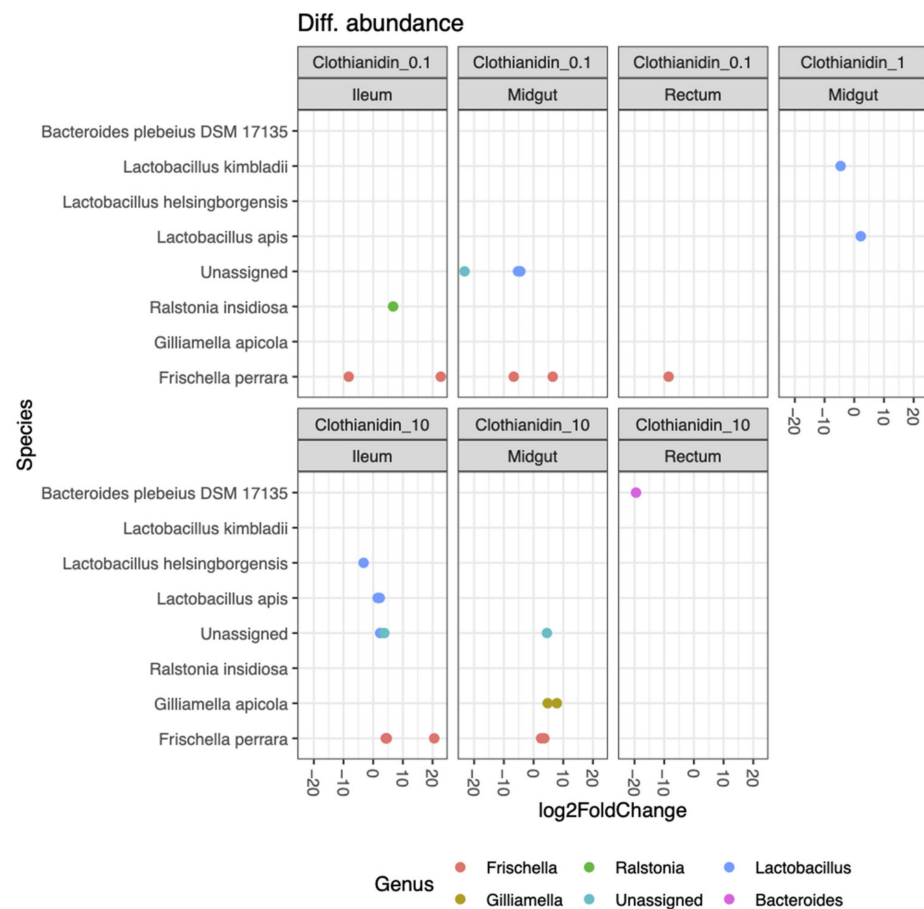 Diff. abundance
Clothianidin_0.1 Clothianidin_0.1 Clothianidin_0.1 Clothianidin_1
Ileum Midgut Rectum Midgut
Bacteroides plebeius DSM 17135
Lactobacillus kimbladii
Lactobacillus helsingborgensis
Lactobacillus apis
Unassigned
Ralstonia insidiosa
Gilliamella apicola
Frischella perrara
-20 -10 0 10 20
Species
Clothianidin_10 Clothianidin_10 Clothianidin_10
Ileum Midgut Rectum
Bacteroides plebeius DSM 17135
Lactobacillus kimbladii
Lactobacillus helsingborgensis
Lactobacillus apis
Unassigned
Ralstonia insidiosa
Gilliamella apicola
Frischella perrara
-20 -10 0 10 20 -20 -10 0 10 20 -20 -10 0 10 20
log2FoldChange
Genus
Frischella Ralstonia Lactobacillus
Gilliamella Unassigned Bacteroides